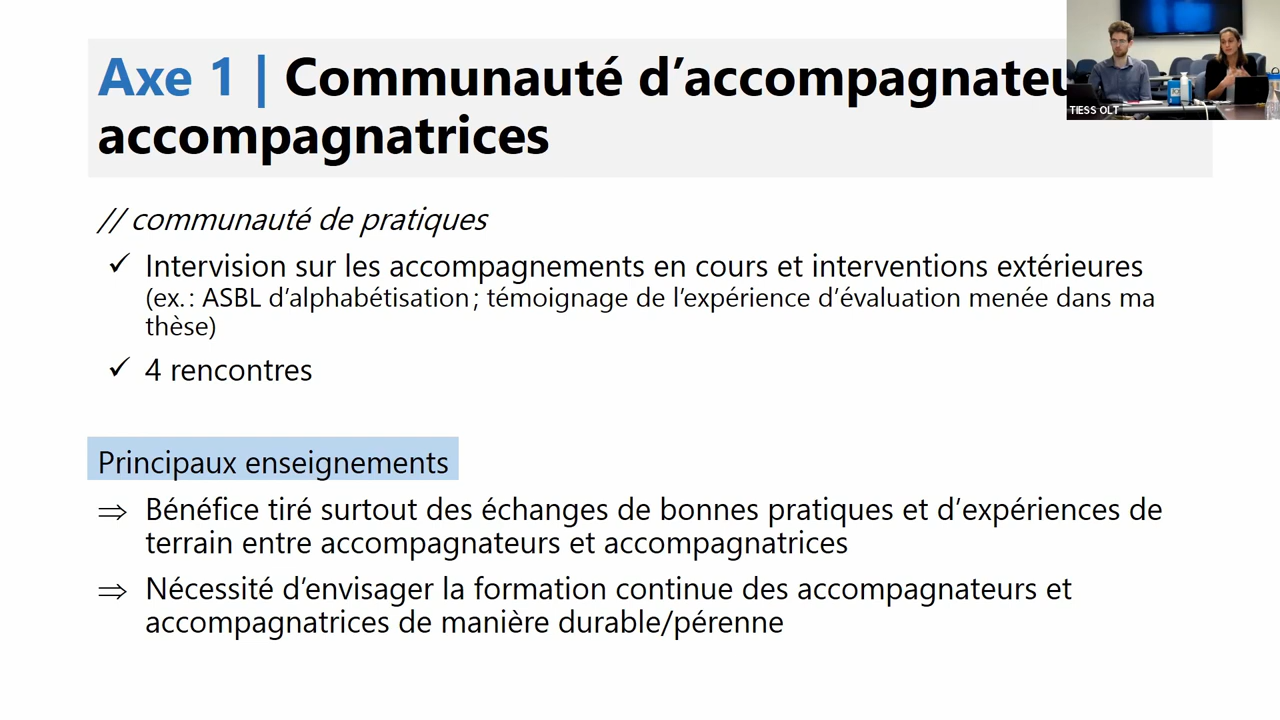 Axe 1 | Communauté d’accompagnateu
accompagnatrices
TIESS OLT
// communauté de pratiques
✓ Intervision sur les accompagnements en cours et interventions extérieures
(ex. : ASBL d’alphabétisation ; témoignage de l’expérience d’évaluation menée dans ma
thèse)
✓ 4 rencontres
Principaux enseignements
⇒ Bénéfice tiré surtout des échanges de bonnes pratiques et d’expériences de
terrain entre accompagnateurs et accompagnatrices
⇒ Nécessité d’envisager la formation continue des accompagnateurs et
accompagnatrices de manière durable/pérenne